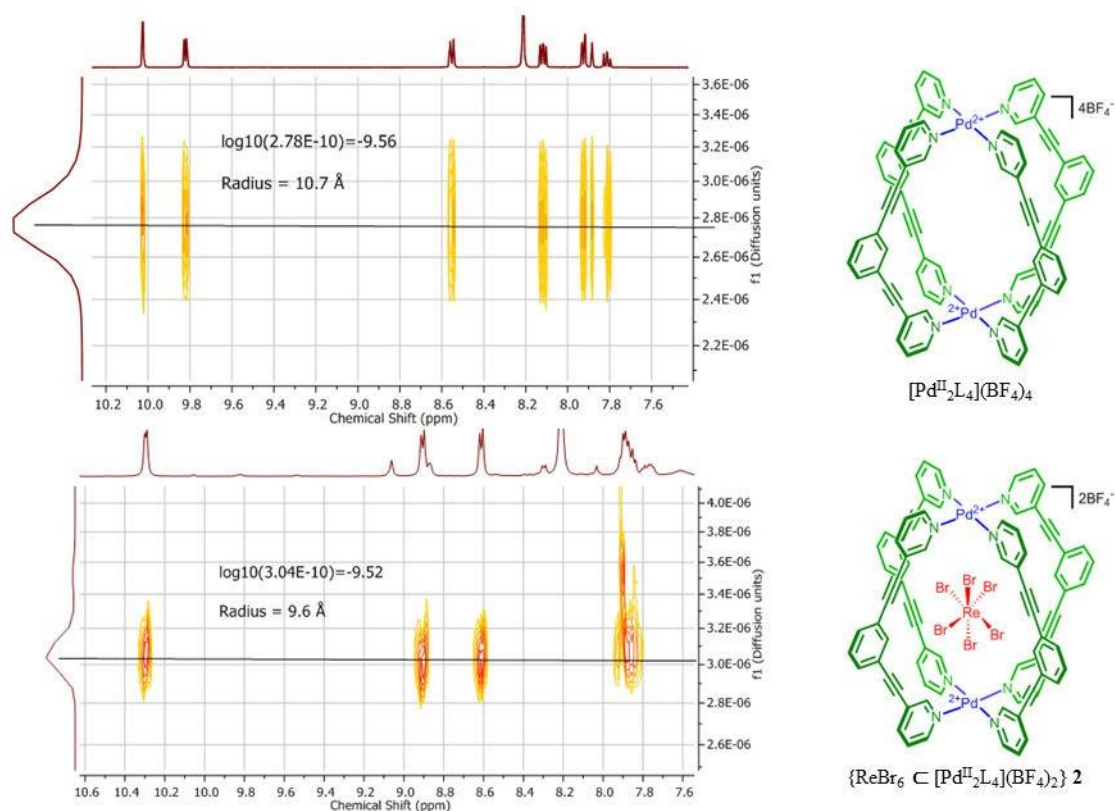 3.6E-06
3.4E-06
3.2E-06
3.0E-06
2.8E-06
2.6E-06
2.4E-06
2.2E-06
f1 (Diffusion units)
log10(2.78E-10)=-9.56
Radius = 10.7 Å
10.2 10.0 9.8 9.6 9.4 9.2 9.0 8.8 8.6 8.4 8.2 8.0 7.8 7.6
Chemical Shift (ppm)
4BF₄⁻
Pd²⁺
N N
N N
N N
²⁺Pd
N N
[Pdᴵᴵ₂L₄](BF₄)₄
4.0E-06
3.8E-06
3.6E-06
3.4E-06
3.2E-06
3.0E-06
2.8E-06
2.6E-06
f1 (Diffusion units)
log10(3.04E-10)=-9.52
Radius = 9.6 Å
10.6 10.4 10.2 10.0 9.8 9.6 9.4 9.2 9.0 8.8 8.6 8.4 8.2 8.0 7.8 7.6
Chemical Shift (ppm)
2BF₄⁻
Pd²⁺
N N
N N
Br Br Br
Re
Br Br Br
N N
²⁺Pd
N N
{ReBr₆ ⊂ [Pdᴵᴵ₂L₄](BF₄)₂} 2